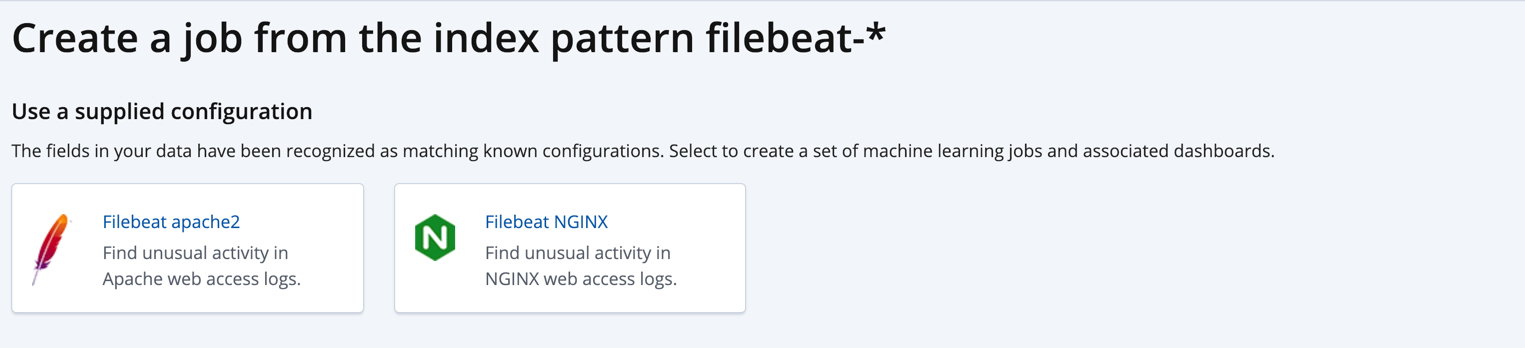 Create a job from the index pattern filebeat-*
Use a supplied configuration
The fields in your data have been recognized as matching known configurations. Select to create a set of machine learning jobs and associated dashboards.
Filebeat apache2
Find unusual activity in
Apache web access logs.
N
Filebeat NGINX
Find unusual activity in
NGINX web access logs.